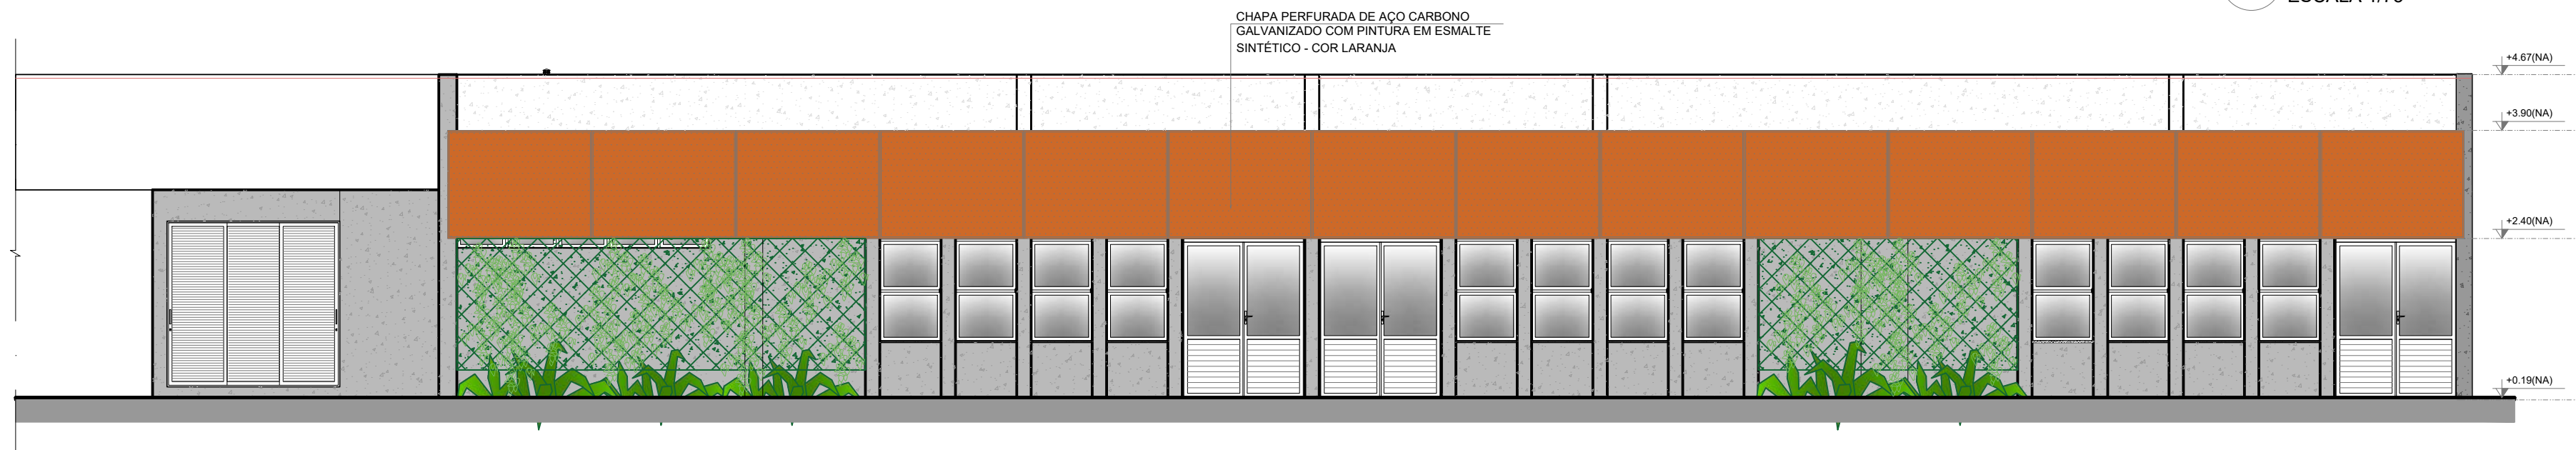 CHAPA PERFURADA DE AÇO CARBONO
GALVANIZADO COM PINTURA EM ESMALTE
SINTÉTICO - COR LARANJA
+4.67(NA)
+3.90(NA)
+2.40(NA)
+0.19(NA)